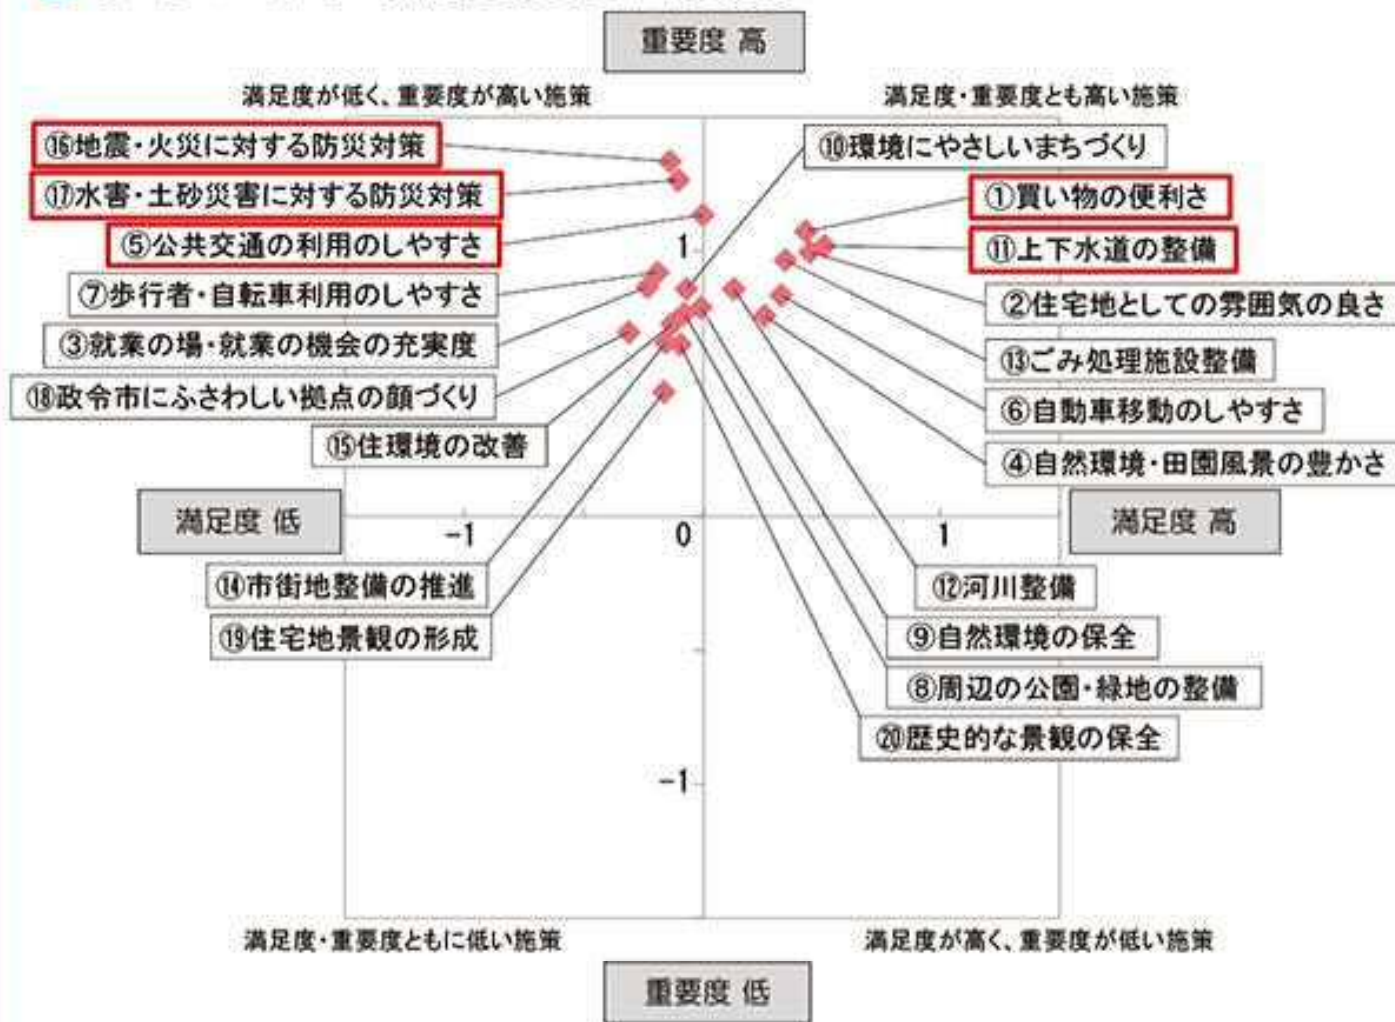 重要度 高
満足度が低く、重要度が高い施策
満足度・重要度とも高い施策
⑯地震・火災に対する防災対策
⑩環境にやさしいまちづくり
⑰水害・土砂災害に対する防災対策
①買い物の便利さ
⑤公共交通の利用のしやすさ
1
⑪上下水道の整備
⑦歩行者・自転車利用のしやすさ
②住宅地としての雰囲気の良さ
③就業の場・就業の機会の充実度
⑬ごみ処理施設整備
⑱政令市にふさわしい拠点の顔づくり
⑥自動車移動のしやすさ
⑮住環境の改善
④自然環境・田園風景の豊かさ
満足度 低
-1
0
1
満足度 高
⑭市街地整備の推進
⑫河川整備
⑲住宅地景観の形成
⑨自然環境の保全
⑧周辺の公園・緑地の整備
⑳歴史的な景観の保全
-1
満足度・重要度ともに低い施策
満足度が高く、重要度が低い施策
重要度 低